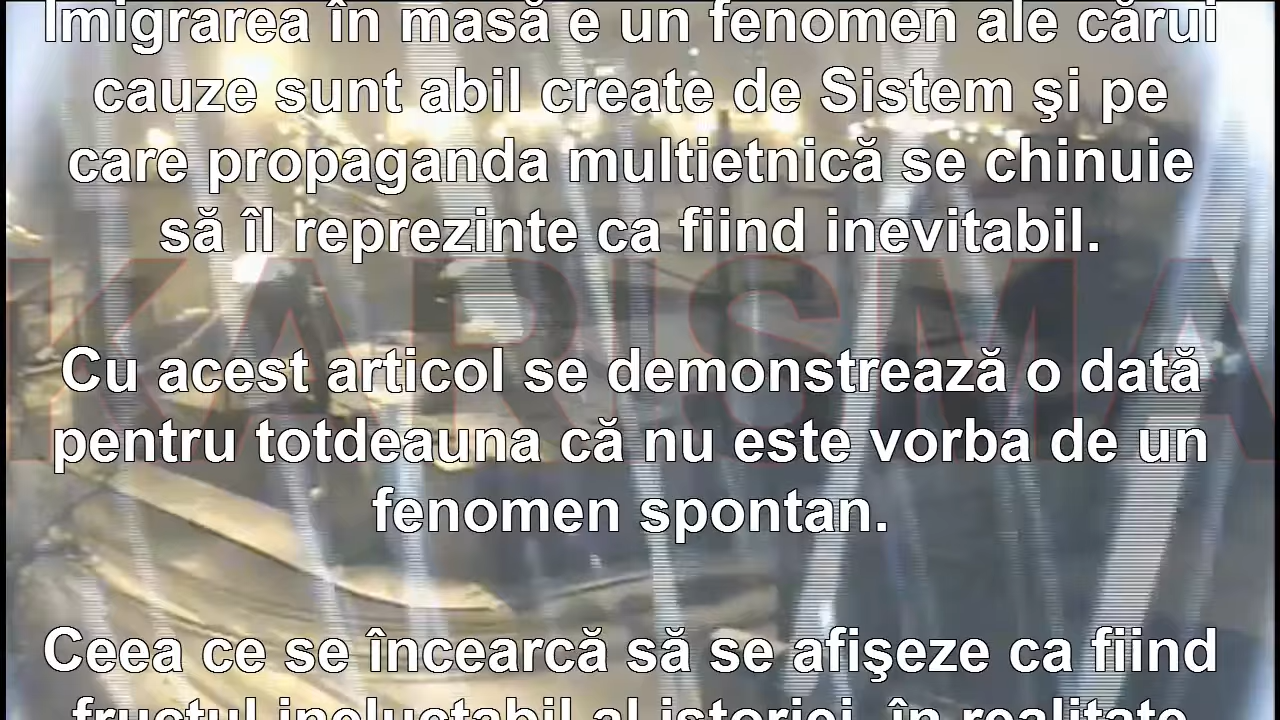 Imigrarea în masă e un fenomen ale cărui
cauze sunt abil create de Sistem şi pe
care propaganda multietnică se chinuie
să îl reprezinte ca fiind inevitabil.
KARISMA
Cu acest articol se demonstrează o dată
pentru totdeauna că nu este vorba de un
fenomen spontan.
Ceea ce se încearcă să se afişeze ca fiind
fructul ineluctabil al istoriei, în realitate